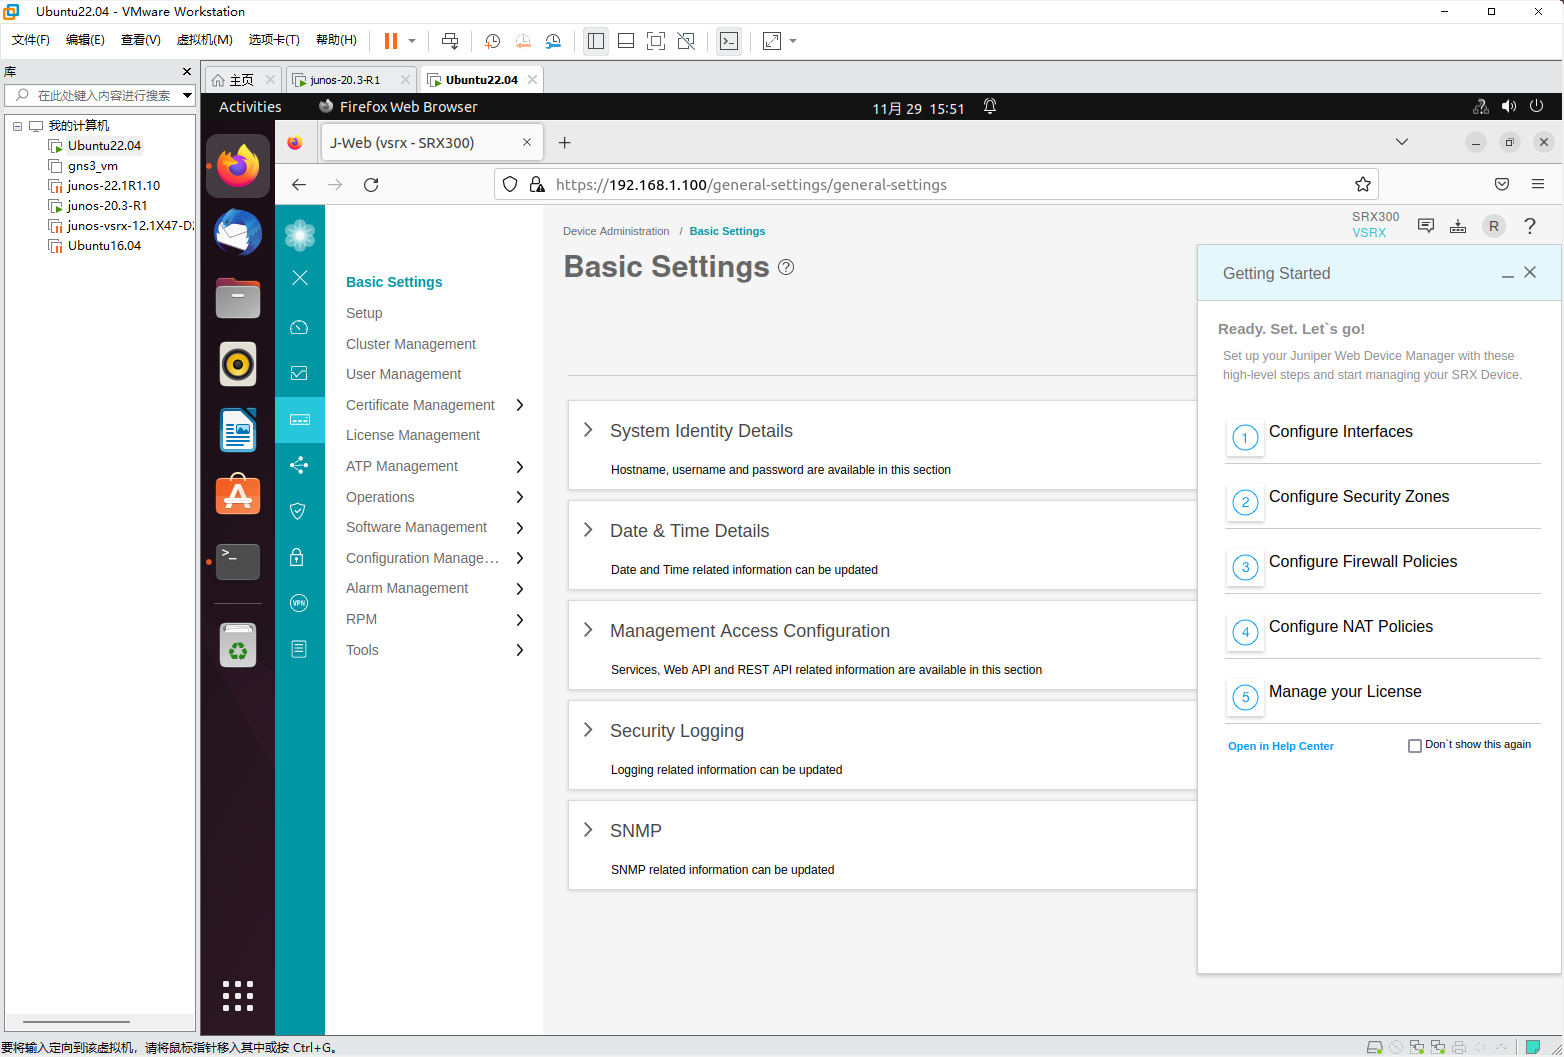 Ubuntu22.04 - VMware Workstation
文件(F) 编辑(E) 查看(V) 虚拟机(M) 选项卡(T) 帮助(H)
库
在此处键入内容进行搜索
我的计算机
Ubuntu22.04
gns3_vm
junos-22.1R1.10
junos-20.3-R1
junos-vsrx-12.1X47-D
Ubuntu16.04
主页 junos-20.3-R1 Ubuntu22.04
Activities Firefox Web Browser 11月 29 15:51
J-Web (vsrx - SRX300)
https://192.168.1.100/general-settings/general-settings
Basic Settings
Setup
Cluster Management
User Management
Certificate Management
License Management
ATP Management
Operations
Software Management
Configuration Manage…
Alarm Management
RPM
Tools
VPN
Device Administration / Basic Settings
SRX300
VSRX
R
?
Basic Settings ?
System Identity Details
Hostname, username and password are available in this section
Date & Time Details
Date and Time related information can be updated
Management Access Configuration
Services, Web API and REST API related information are available in this section
Security Logging
Logging related information can be updated
SNMP
SNMP related information can be updated
Getting Started
Ready. Set. Let`s go!
Set up your Juniper Web Device Manager with these
high-level steps and start managing your SRX Device.
1 Configure Interfaces
2 Configure Security Zones
3 Configure Firewall Policies
4 Configure NAT Policies
5 Manage your License
Open in Help Center Don`t show this again
要将输入定向到该虚拟机，请将鼠标指针移入其中或按 Ctrl+G。